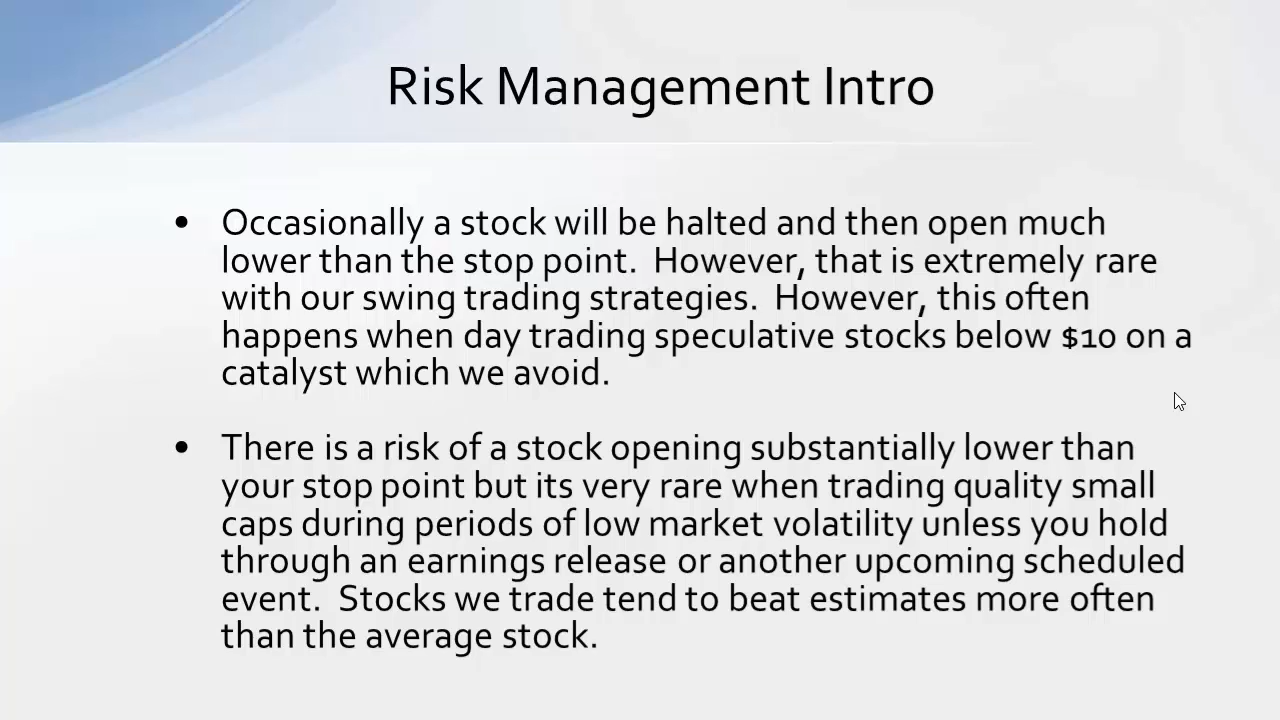 Risk Management Intro
• Occasionally a stock will be halted and then open much
lower than the stop point.  However, that is extremely rare
with our swing trading strategies.  However, this often
happens when day trading speculative stocks below $10 on a
catalyst which we avoid.
• There is a risk of a stock opening substantially lower than
your stop point but its very rare when trading quality small
caps during periods of low market volatility unless you hold
through an earnings release or another upcoming scheduled
event.  Stocks we trade tend to beat estimates more often
than the average stock.